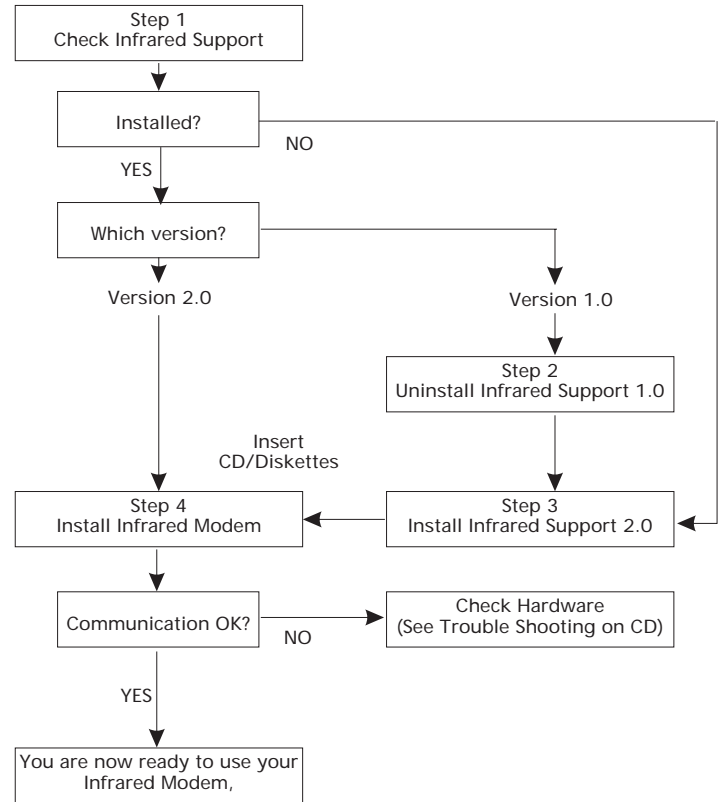 Step 1
Check Infrared Support
Installed?
NO
YES
Which version?
Version 2.0
Version 1.0
Step 2
Uninstall Infrared Support 1.0
Insert
CD/Diskettes
Step 4
Install Infrared Modem
Step 3
Install Infrared Support 2.0
Communication OK?
NO
Check Hardware
(See Trouble Shooting on CD)
YES
You are now ready to use your
Infrared Modem,